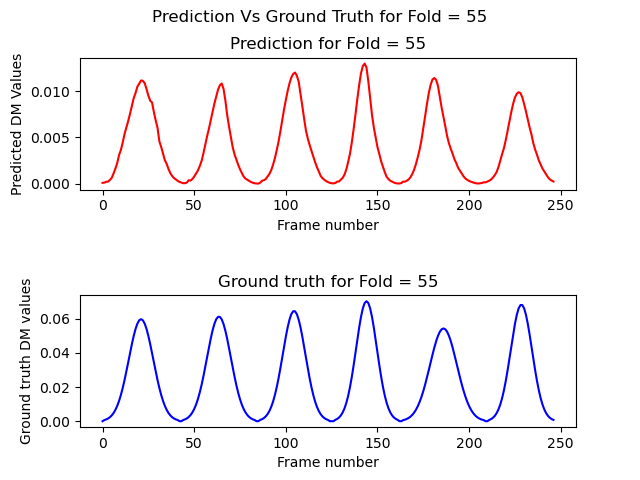 Prediction Vs Ground Truth for Fold = 55
Prediction for Fold = 55
Predicted DM Values
0.010
0.005
0.000
0 50 100 150 200 250
Frame number
Ground truth for Fold = 55
Ground truth DM values
0.06
0.04
0.02
0.00
0 50 100 150 200 250
Frame number